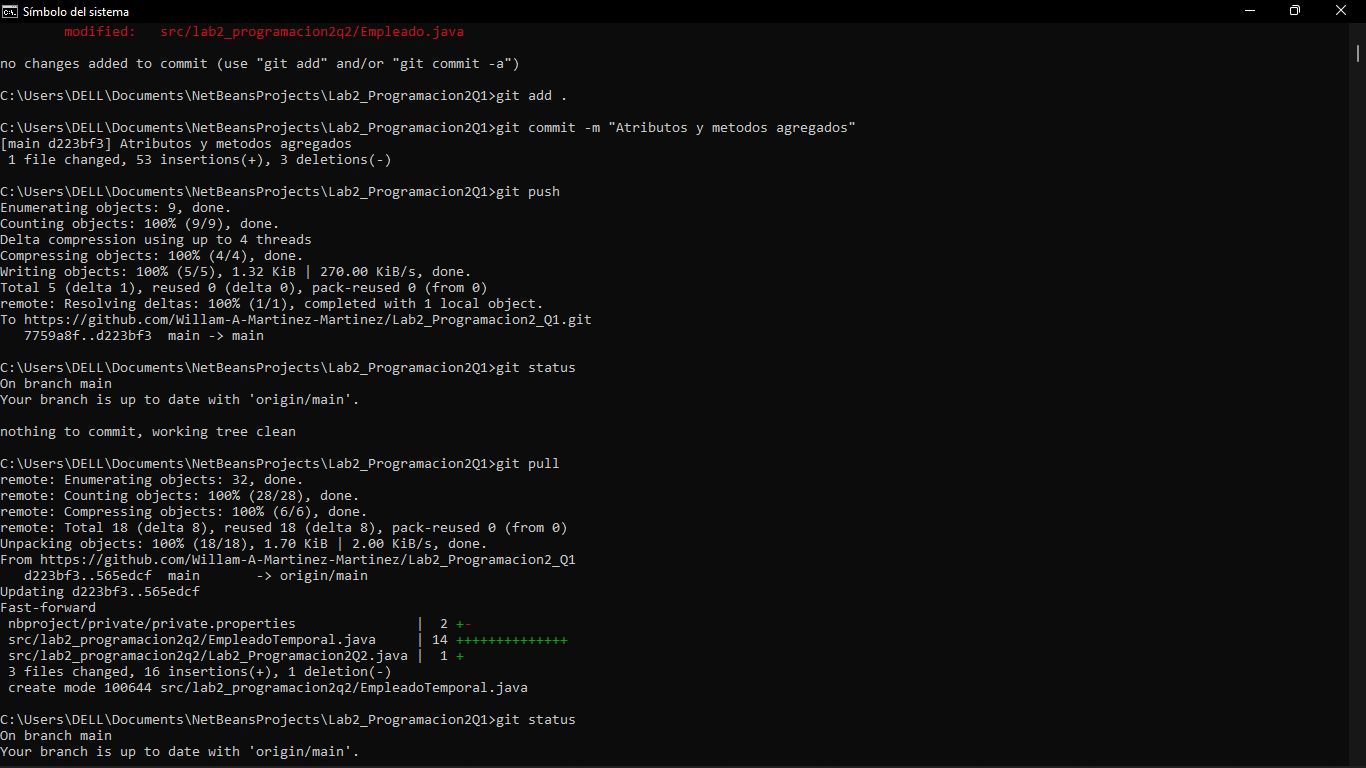 Símbolo del sistema
modified:   src/lab2_programacion2q2/Empleado.java
no changes added to commit (use "git add" and/or "git commit -a")
C:\Users\DELL\Documents\NetBeansProjects\Lab2_Programacion2Q1>git add .
C:\Users\DELL\Documents\NetBeansProjects\Lab2_Programacion2Q1>git commit -m "Atributos y metodos agregados"
[main d223bf3] Atributos y metodos agregados
 1 file changed, 53 insertions(+), 3 deletions(-)
C:\Users\DELL\Documents\NetBeansProjects\Lab2_Programacion2Q1>git push
Enumerating objects: 9, done.
Counting objects: 100% (9/9), done.
Delta compression using up to 4 threads
Compressing objects: 100% (4/4), done.
Writing objects: 100% (5/5), 1.32 KiB | 270.00 KiB/s, done.
Total 5 (delta 1), reused 0 (delta 0), pack-reused 0 (from 0)
remote: Resolving deltas: 100% (1/1), completed with 1 local object.
To https://github.com/Willam-A-Martinez-Martinez/Lab2_Programacion2_Q1.git
   7759a8f..d223bf3  main -> main
C:\Users\DELL\Documents\NetBeansProjects\Lab2_Programacion2Q1>git status
On branch main
Your branch is up to date with 'origin/main'.
nothing to commit, working tree clean
C:\Users\DELL\Documents\NetBeansProjects\Lab2_Programacion2Q1>git pull
remote: Enumerating objects: 32, done.
remote: Counting objects: 100% (28/28), done.
remote: Compressing objects: 100% (6/6), done.
remote: Total 18 (delta 8), reused 18 (delta 8), pack-reused 0 (from 0)
Unpacking objects: 100% (18/18), 1.70 KiB | 2.00 KiB/s, done.
From https://github.com/Willam-A-Martinez-Martinez/Lab2_Programacion2_Q1
   d223bf3..565edcf  main       -> origin/main
Updating d223bf3..565edcf
Fast-forward
 nbproject/private/private.properties               |  2 +-
 src/lab2_programacion2q2/EmpleadoTemporal.java     | 14 ++++++++++++++
 src/lab2_programacion2q2/Lab2_Programacion2Q2.java |  1 +
 3 files changed, 16 insertions(+), 1 deletion(-)
 create mode 100644 src/lab2_programacion2q2/EmpleadoTemporal.java
C:\Users\DELL\Documents\NetBeansProjects\Lab2_Programacion2Q1>git status
On branch main
Your branch is up to date with 'origin/main'.